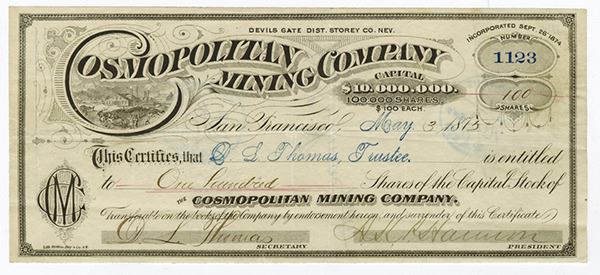 DEVILS GATE DIST. STOREY CO. NEV.
INCORPORATED SEPT. 26 1874
COSMOPOLITAN
MINING COMPANY
NUMBER
1123
CAPITAL
$10.000.000.
100.000 SHARES.
$100 EACH
100
SHARES
San Francisco, May 3 1875
This Certifies, that D L Thomas, Trustee. is entitled
to One hundred Shares of the Capital Stock of
THE COSMOPOLITAN MINING COMPANY.
Transferable on the books of the Company by endorsement hereon, and surrender of this Certificate
D. L. Thomas
SECRETARY
PRESIDENT
CMC